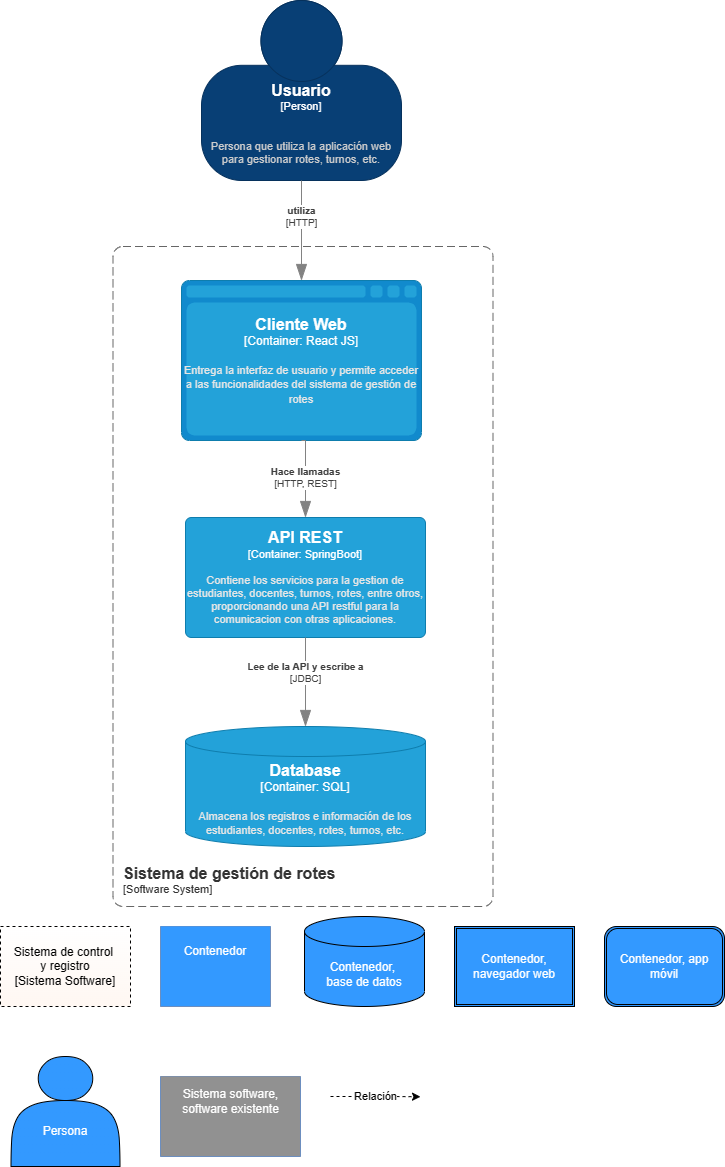 Usuario
[Person]
Persona que utiliza la aplicación web
para gestionar rotes, turnos, etc.
utiliza
[HTTP]
Cliente Web
[Container: React JS]
Entrega la interfaz de usuario y permite acceder
a las funcionalidades del sistema de gestión de
rotes
Hace llamadas
[HTTP, REST]
API REST
[Container: SpringBoot]
Contiene los servicios para la gestion de
estudiantes, docentes, turnos, rotes, entre otros,
proporcionando una API restful para la
comunicacion con otras aplicaciones.
Lee de la API y escribe a
[JDBC]
Database
[Container: SQL]
Almacena los registros e información de los
estudiantes, docentes, rotes, turnos, etc.
Sistema de gestión de rotes
[Software System]
Sistema de control
y registro
[Sistema Software]
Contenedor
Contenedor,
base de datos
Contenedor,
navegador web
Contenedor, app
móvil
Persona
Sistema software,
software existente
Relación